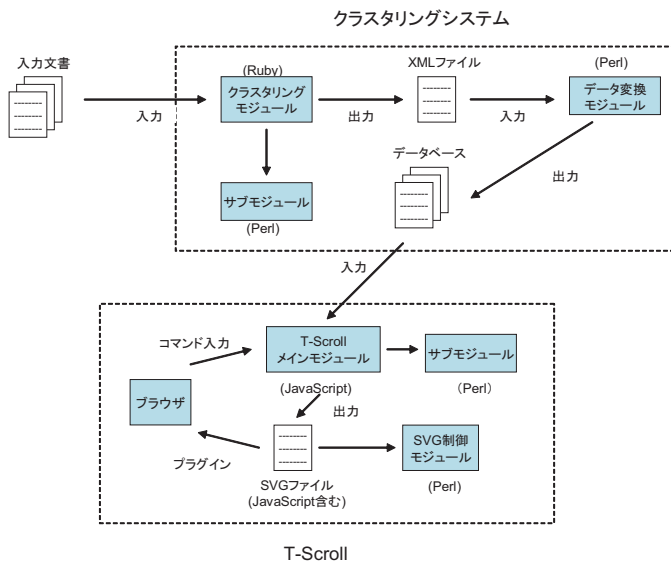 クラスタリングシステム
入力文書
(Ruby)
XMLファイル
(Perl)
クラスタリング
モジュール
データ変換
モジュール
入力
出力
入力
データベース
出力
サブモジュール
(Perl)
入力
コマンド入力
T-Scroll
メインモジュール
サブモジュール
(JavaScript)
（Perl）
ブラウザ
出力
SVG制御
モジュール
プラグイン
SVGファイル
(JavaScript含む)
(Perl)
T-Scroll